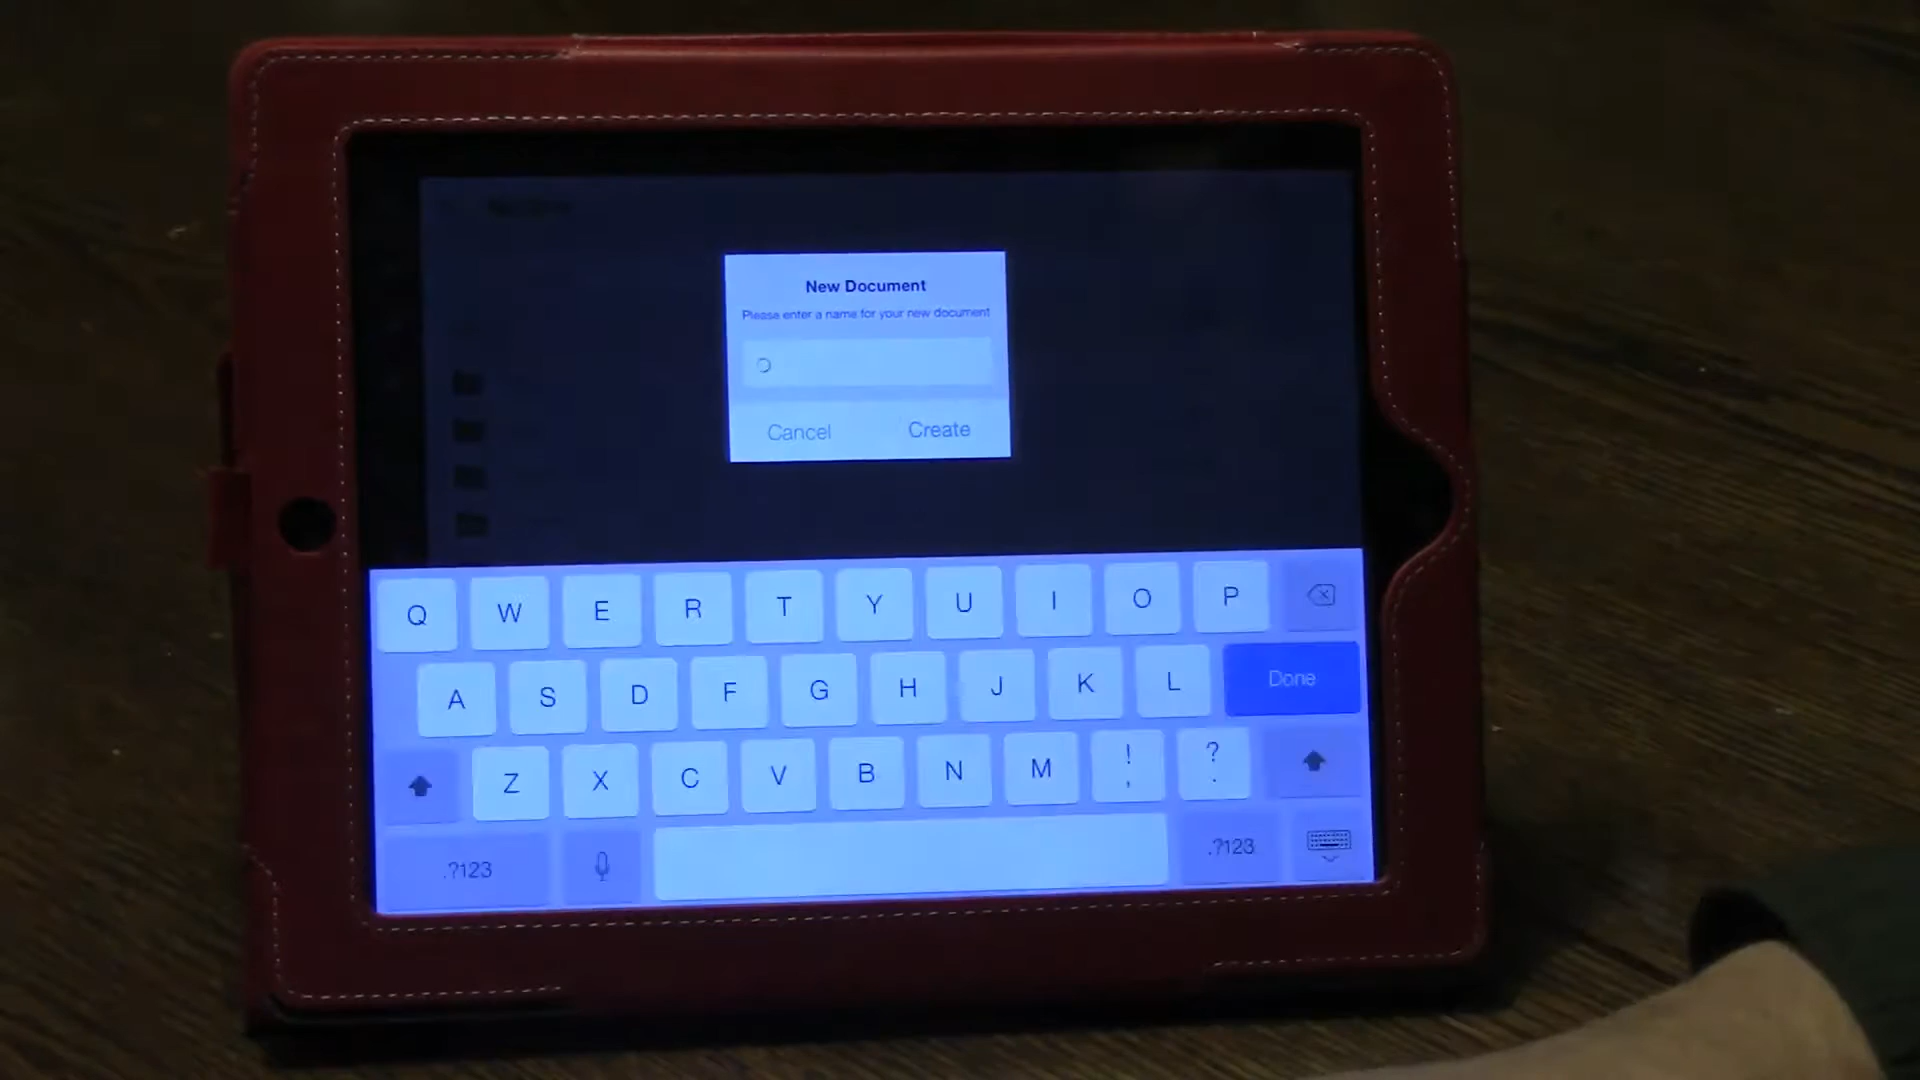 New Document
Please enter a name for your new document
Cancel Create
Q W E R T Y U I O P
A S D F G H J K L Done
Z X C V B N M ! , ? .
.?123 .?123